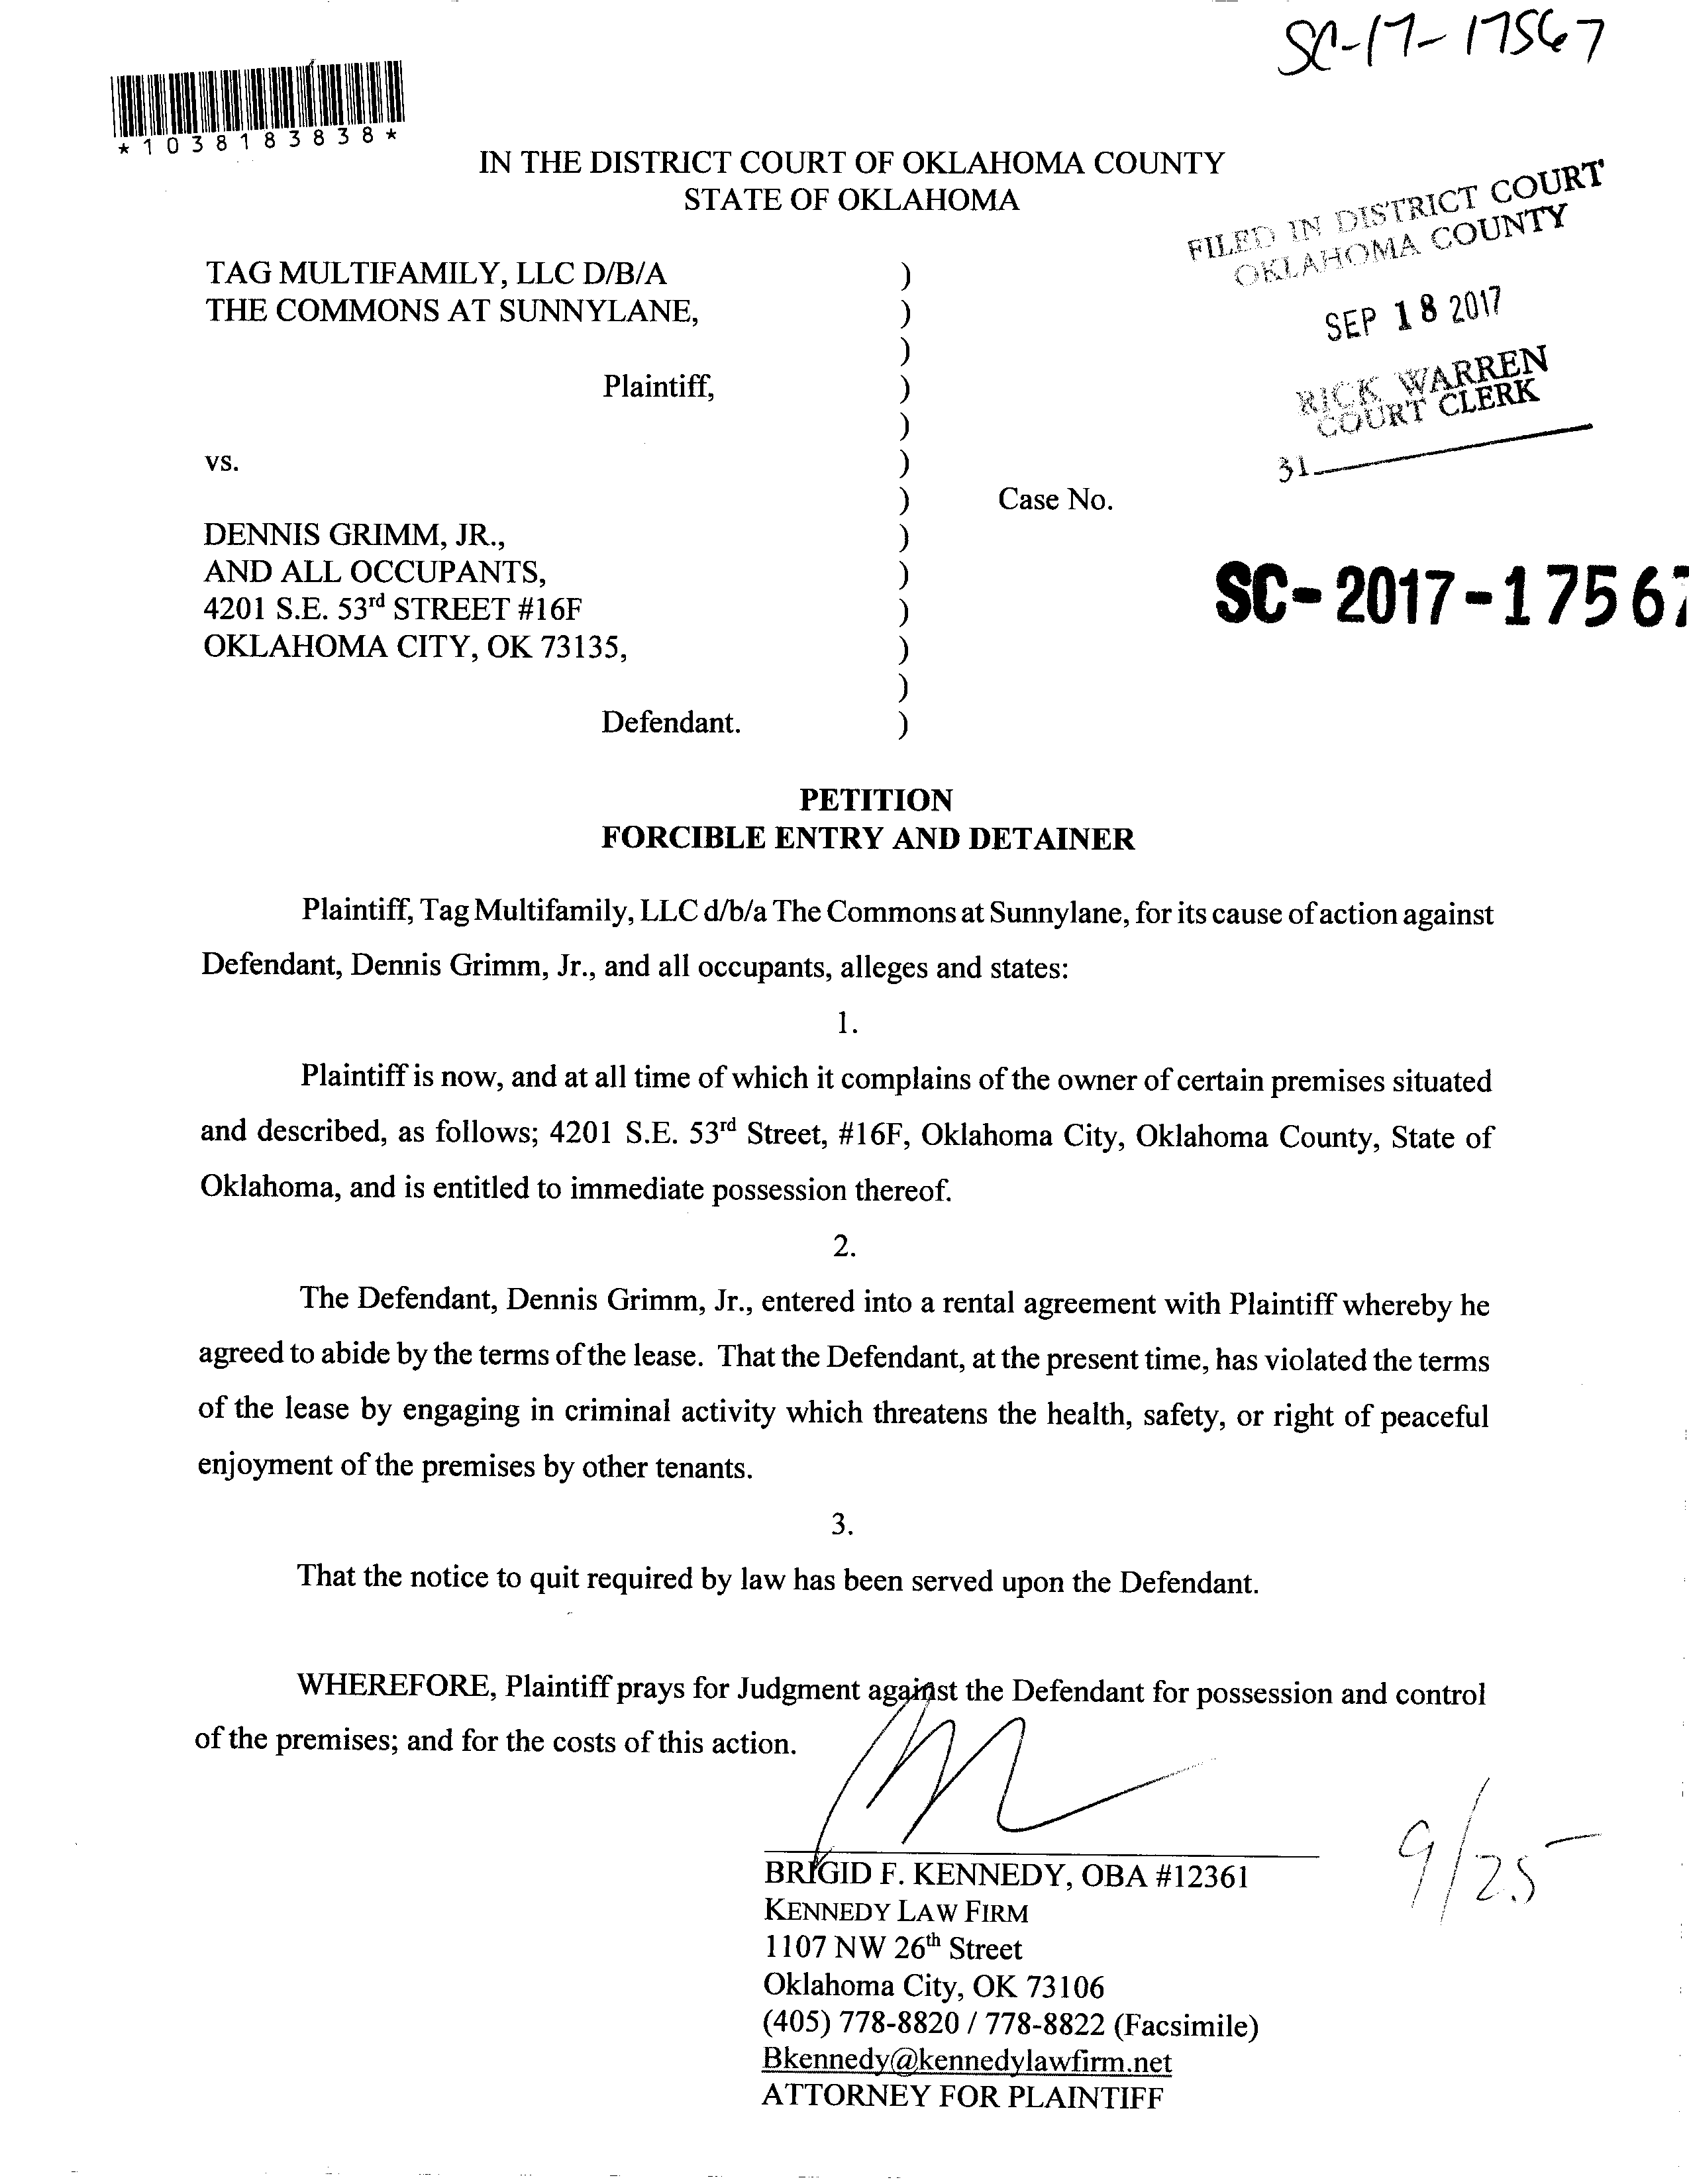 SC-17-17567
*1038183838*
IN THE DISTRICT COURT OF OKLAHOMA COUNTY
STATE OF OKLAHOMA
FILED IN DISTRICT COURT
OKLAHOMA COUNTY
SEP 18 2017
RICK WARREN
COURT CLERK
31
TAG MULTIFAMILY, LLC D/B/A )
THE COMMONS AT SUNNYLANE, )
)
Plaintiff, )
)
vs. )
) Case No.
DENNIS GRIMM, JR., )
AND ALL OCCUPANTS, )
SC-2017-17567
4201 S.E. 53rd STREET #16F )
OKLAHOMA CITY, OK 73135, )
)
Defendant. )
PETITION
FORCIBLE ENTRY AND DETAINER
Plaintiff, Tag Multifamily, LLC d/b/a The Commons at Sunnylane, for its cause of action against
Defendant, Dennis Grimm, Jr., and all occupants, alleges and states:
1.
Plaintiff is now, and at all time of which it complains of the owner of certain premises situated
and described, as follows; 4201 S.E. 53rd Street, #16F, Oklahoma City, Oklahoma County, State of
Oklahoma, and is entitled to immediate possession thereof.
2.
The Defendant, Dennis Grimm, Jr., entered into a rental agreement with Plaintiff whereby he
agreed to abide by the terms of the lease. That the Defendant, at the present time, has violated the terms
of the lease by engaging in criminal activity which threatens the health, safety, or right of peaceful
enjoyment of the premises by other tenants.
3.
That the notice to quit required by law has been served upon the Defendant.
WHEREFORE, Plaintiff prays for Judgment against the Defendant for possession and control
of the premises; and for the costs of this action.
9/25
BRIGID F. KENNEDY, OBA #12361
KENNEDY LAW FIRM
1107 NW 26th Street
Oklahoma City, OK 73106
(405) 778-8820 / 778-8822 (Facsimile)
Bkennedy@kennedylawfirm.net
ATTORNEY FOR PLAINTIFF